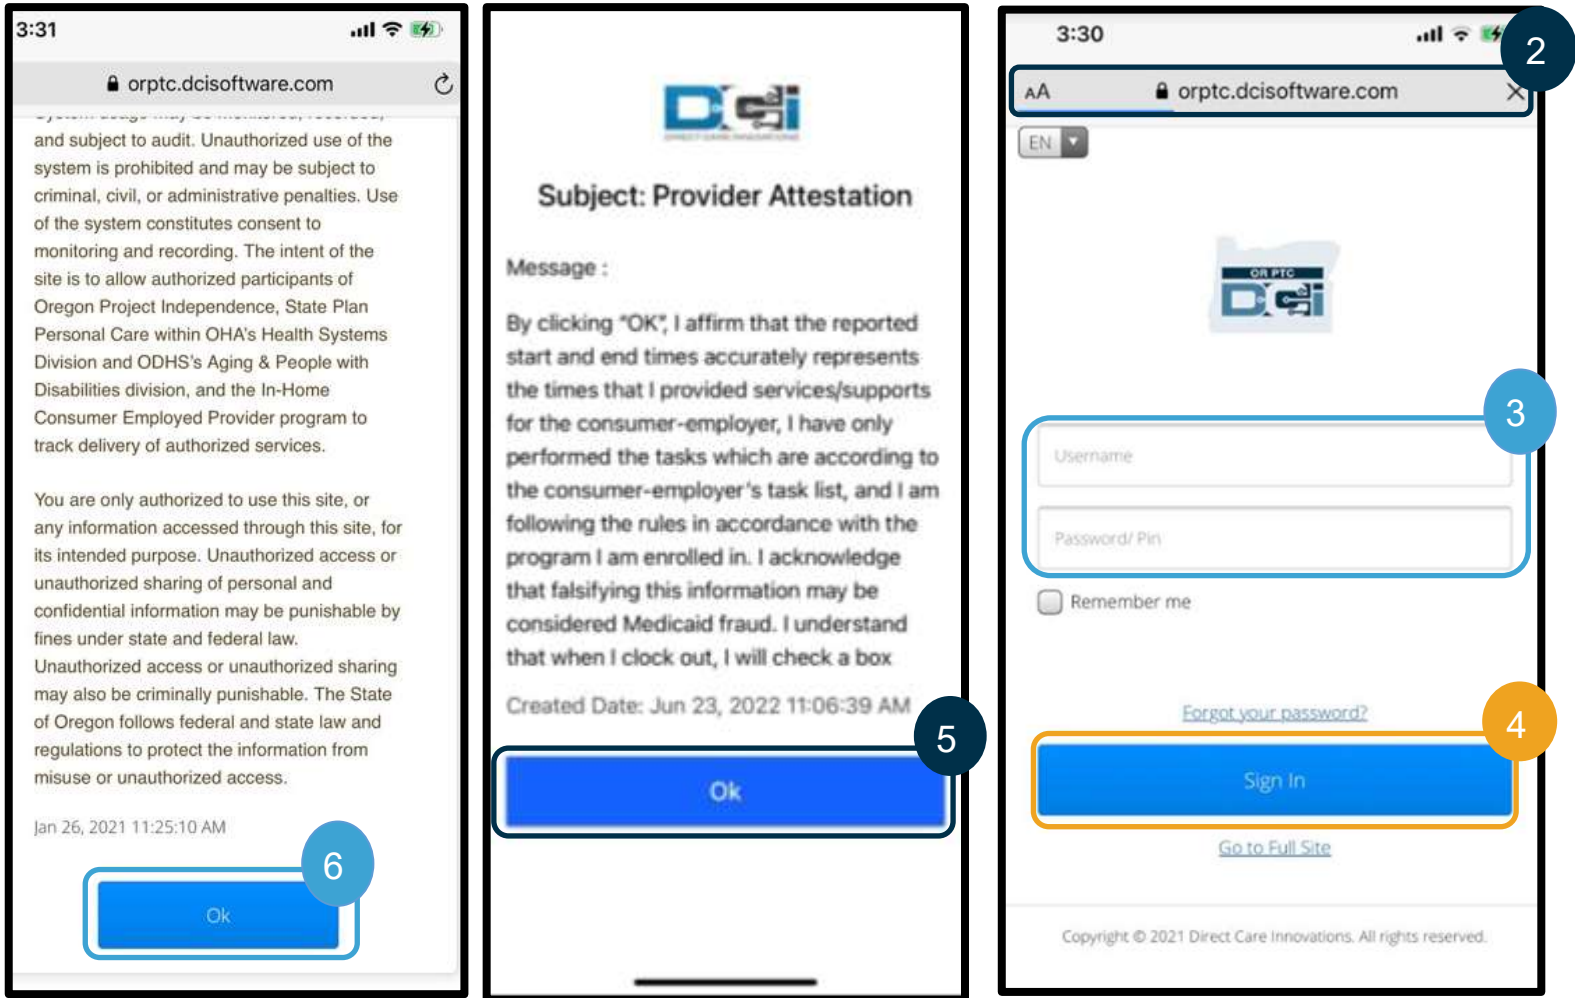 3:31
orptc.dcisoftware.com
and subject to audit. Unauthorized use of the
system is prohibited and may be subject to
criminal, civil, or administrative penalties. Use
of the system constitutes consent to
monitoring and recording. The intent of the
site is to allow authorized participants of
Oregon Project Independence, State Plan
Personal Care within OHA's Health Systems
Division and ODHS's Aging & People with
Disabilities division, and the In-Home
Consumer Employed Provider program to
track delivery of authorized services.
You are only authorized to use this site, or
any information accessed through this site, for
its intended purpose. Unauthorized access or
unauthorized sharing of personal and
confidential information may be punishable by
fines under state and federal law.
Unauthorized access or unauthorized sharing
may also be criminally punishable. The State
of Oregon follows federal and state law and
regulations to protect the information from
misuse or unauthorized access.
Jan 26, 2021 11:25:10 AM
6
Ok
DCi
DIRECT CARE INNOVATIONS
Subject: Provider Attestation
Message :
By clicking "OK", I affirm that the reported
start and end times accurately represents
the times that I provided services/supports
for the consumer-employer, I have only
performed the tasks which are according to
the consumer-employer's task list, and I am
following the rules in accordance with the
program I am enrolled in. I acknowledge
that falsifying this information may be
considered Medicaid fraud. I understand
that when I clock out, I will check a box
Created Date: Jun 23, 2022 11:06:39 AM
5
Ok
3:30
2
AA orptc.dcisoftware.com
EN
OR PTC
DCi
3
Username
Password/ Pin
Remember me
Forgot your password?
4
Sign In
Go to Full Site
Copyright © 2021 Direct Care Innovations. All rights reserved.